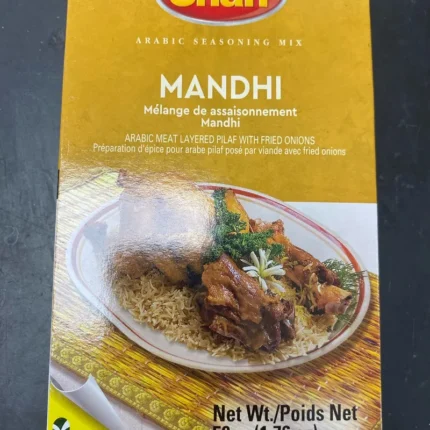 Shan
ARABIC SEASONING MIX
MANDHI
Mélange de assaisonnement
Mandhi
ARABIC MEAT LAYERED PILAF WITH FRIED ONIONS
Préparation d'épice pour arabe pilaf posé par viande avec fried onions
Net Wt./Poids Net